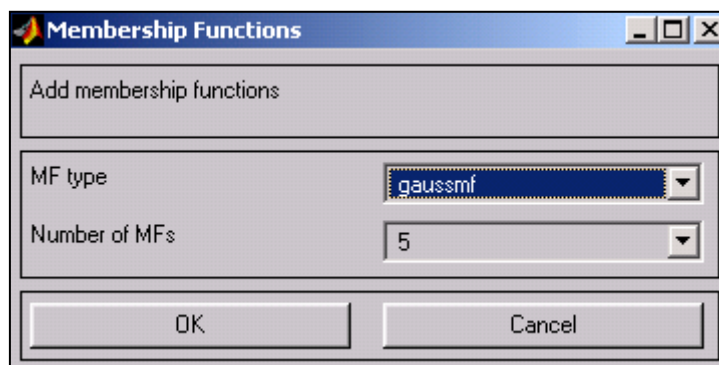 Membership Functions
Add membership functions
MF type
gaussmf
Number of MFs
5
OK
Cancel